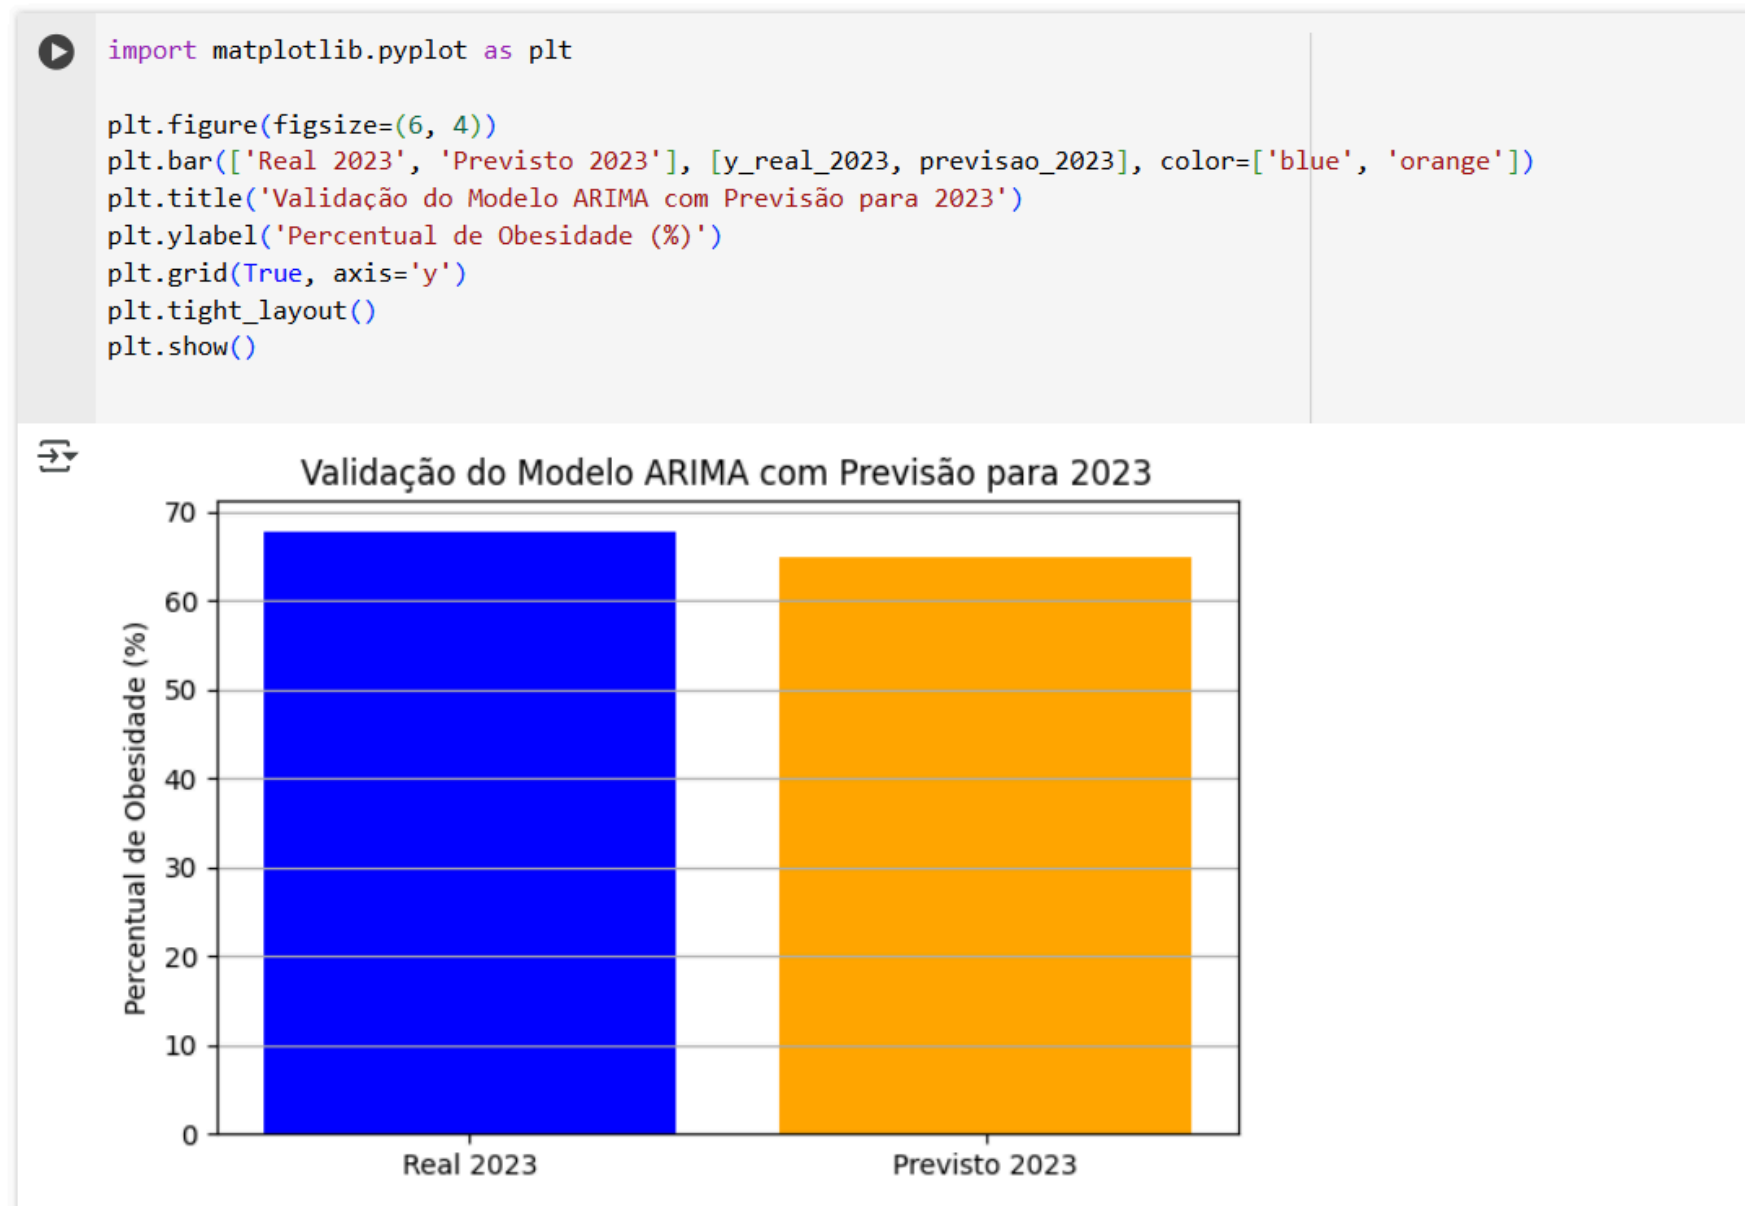 import matplotlib.pyplot as plt
plt.figure(figsize=(6, 4))
plt.bar(['Real 2023', 'Previsto 2023'], [y_real_2023, previsao_2023], color=['blue', 'orange'])
plt.title('Validação do Modelo ARIMA com Previsão para 2023')
plt.ylabel('Percentual de Obesidade (%)')
plt.grid(True, axis='y')
plt.tight_layout()
plt.show()
Validação do Modelo ARIMA com Previsão para 2023
Percentual de Obesidade (%)
70
60
50
40
30
20
10
0
Real 2023
Previsto 2023